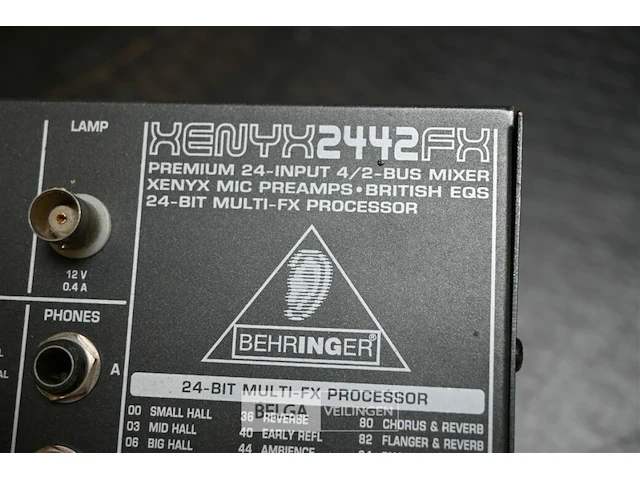 LAMP
XENYX2442FX
PREMIUM 24-INPUT 4/2-BUS MIXER
XENYX MIC PREAMPS • BRITISH EQS
24-BIT MULTI-FX PROCESSOR
12 V
0.4 A
PHONES
A
BEHRINGER®
24-BIT MULTI-FX PROCESSOR
BELGA VEILINGEN
00 SMALL HALL 36 REVERSE 80 CHORUS & REVERB
03 MID HALL 40 EARLY REFL 82 FLANGER & REVERB
06 BIG HALL 44 AMBIENCE